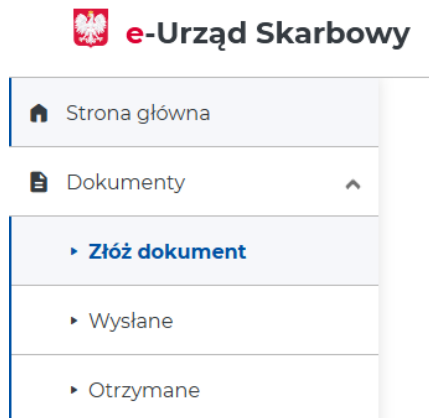 e-Urząd Skarbowy
Strona główna
Dokumenty
Złóż dokument
Wysłane
Otrzymane